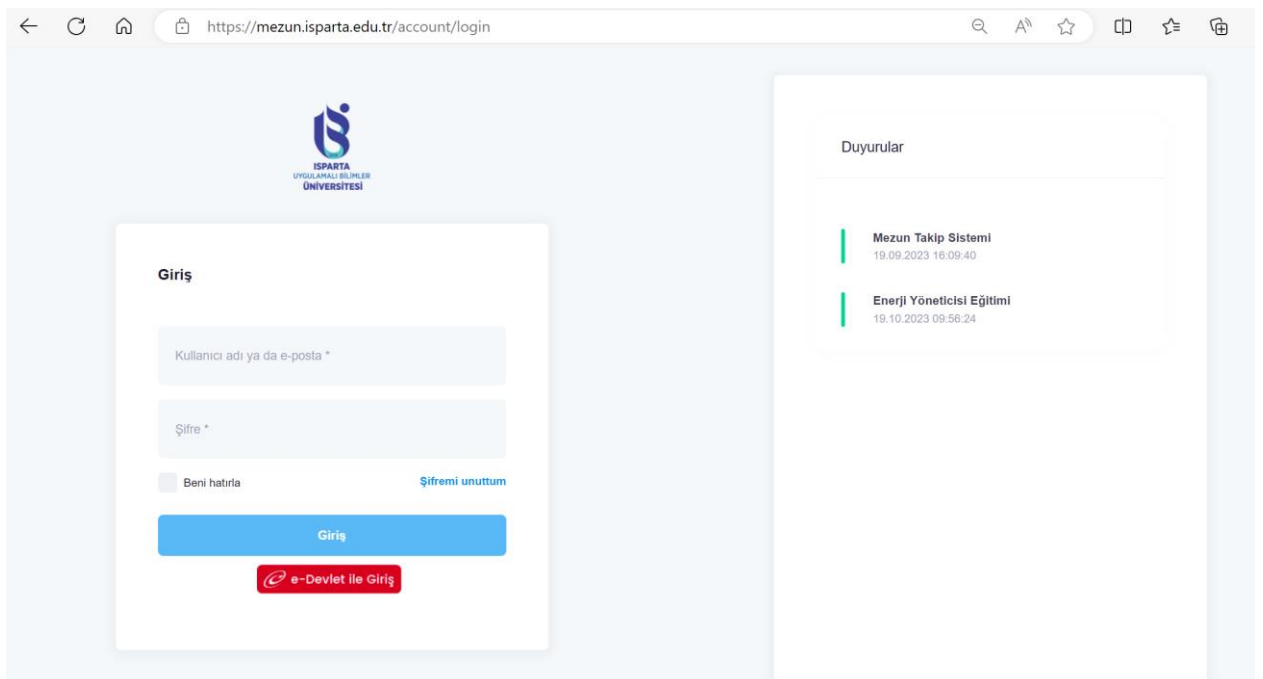 https://mezun.isparta.edu.tr/account/login
ISPARTA
UYGULAMALI BİLİMLER
ÜNİVERSİTESİ
Giriş
Kullanıcı adı ya da e-posta *
Şifre *
Beni hatırla
Şifremi unuttum
Giriş
e-Devlet ile Giriş
Duyurular
Mezun Takip Sistemi
19.09.2023 16:09:40
Enerji Yöneticisi Eğitimi
19.10.2023 09:56:24